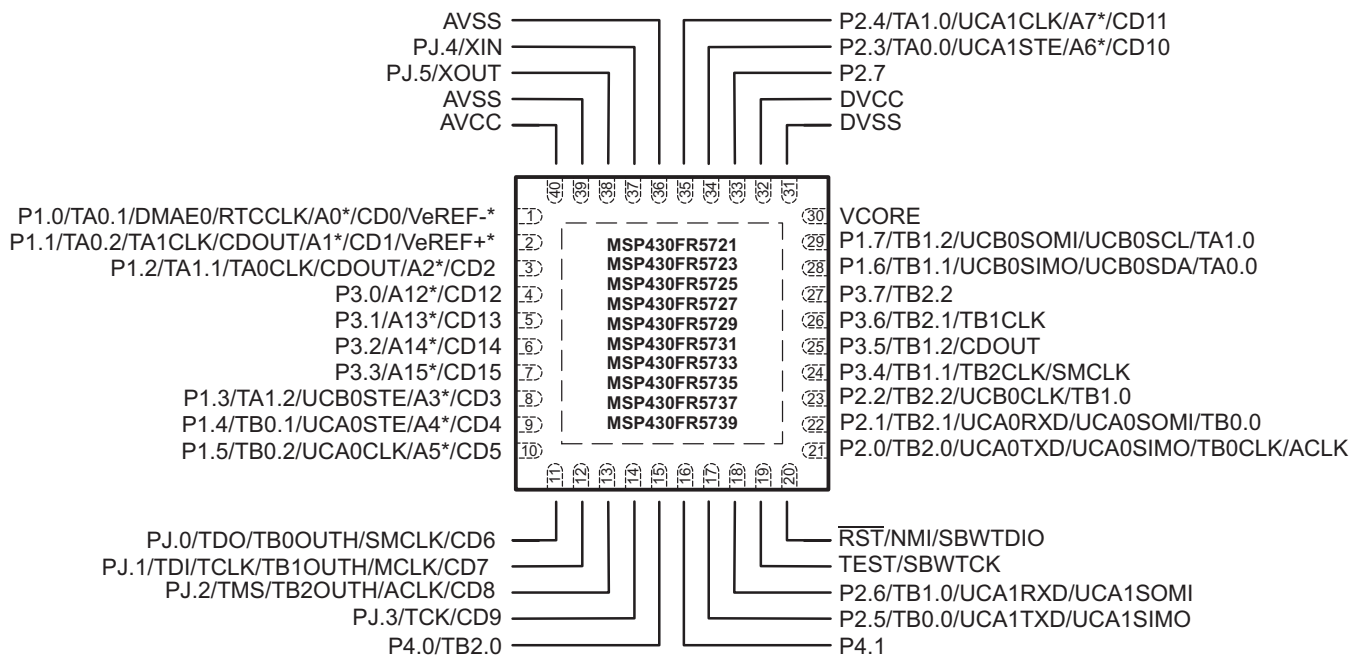 AVSS
PJ.4/XIN
PJ.5/XOUT
AVSS
AVCC
P2.4/TA1.0/UCA1CLK/A7*/CD11
P2.3/TA0.0/UCA1STE/A6*/CD10
P2.7
DVCC
DVSS
40 39 38 37 36 35 34 33 32 31
P1.0/TA0.1/DMAE0/RTCCLK/A0*/CD0/VeREF-* 1
P1.1/TA0.2/TA1CLK/CDOUT/A1*/CD1/VeREF+* 2
P1.2/TA1.1/TA0CLK/CDOUT/A2*/CD2 3
P3.0/A12*/CD12 4
P3.1/A13*/CD13 5
P3.2/A14*/CD14 6
P3.3/A15*/CD15 7
P1.3/TA1.2/UCB0STE/A3*/CD3 8
P1.4/TB0.1/UCA0STE/A4*/CD4 9
P1.5/TB0.2/UCA0CLK/A5*/CD5 10
MSP430FR5721
MSP430FR5723
MSP430FR5725
MSP430FR5727
MSP430FR5729
MSP430FR5731
MSP430FR5733
MSP430FR5735
MSP430FR5737
MSP430FR5739
30 VCORE
29 P1.7/TB1.2/UCB0SOMI/UCB0SCL/TA1.0
28 P1.6/TB1.1/UCB0SIMO/UCB0SDA/TA0.0
27 P3.7/TB2.2
26 P3.6/TB2.1/TB1CLK
25 P3.5/TB1.2/CDOUT
24 P3.4/TB1.1/TB2CLK/SMCLK
23 P2.2/TB2.2/UCB0CLK/TB1.0
22 P2.1/TB2.1/UCA0RXD/UCA0SOMI/TB0.0
21 P2.0/TB2.0/UCA0TXD/UCA0SIMO/TB0CLK/ACLK
11 12 13 14 15 16 17 18 19 20
PJ.0/TDO/TB0OUTH/SMCLK/CD6
PJ.1/TDI/TCLK/TB1OUTH/MCLK/CD7
PJ.2/TMS/TB2OUTH/ACLK/CD8
PJ.3/TCK/CD9
P4.0/TB2.0
RST/NMI/SBWTDIO
TEST/SBWTCK
P2.6/TB1.0/UCA1RXD/UCA1SOMI
P2.5/TB0.0/UCA1TXD/UCA1SIMO
P4.1